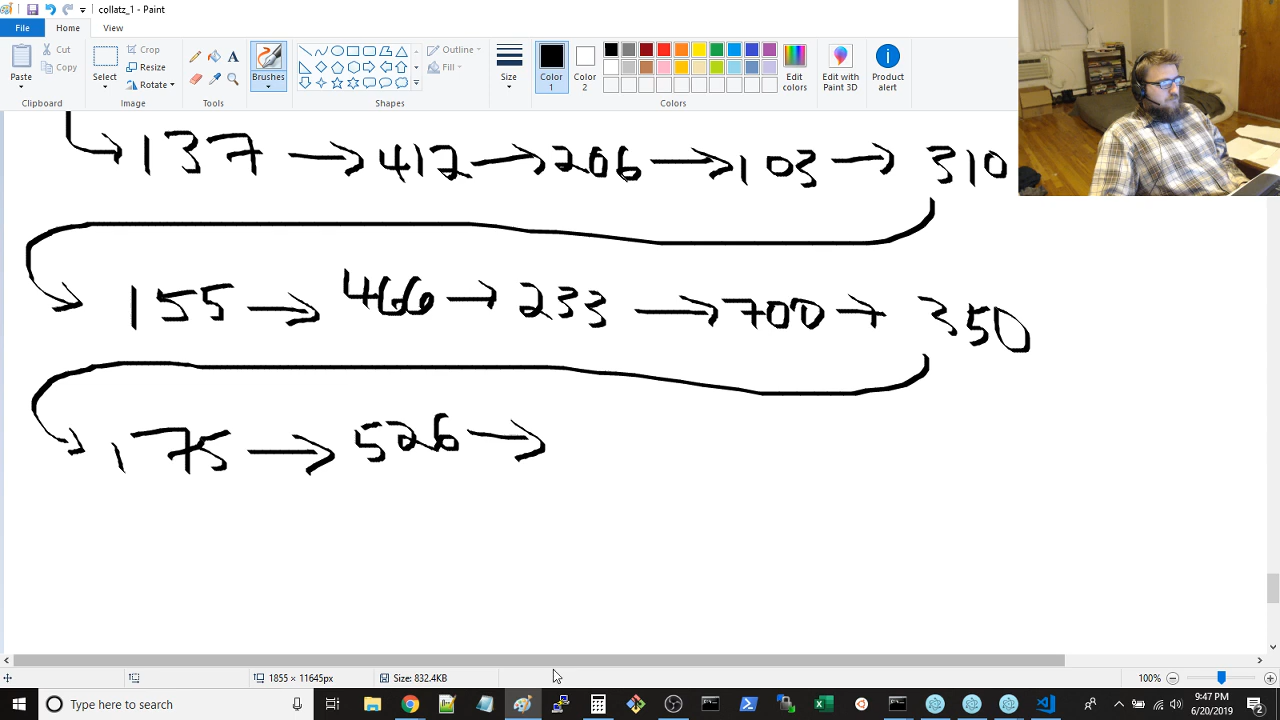 collatz_1 - Paint
File Home View
Paste Cut Copy Select Crop Resize Rotate Brushes Outline Fill Size Color 1 Color 2 Edit colors Edit with Paint 3D Product alert
Clipboard Image Tools Shapes Colors
→ 137 → 412 → 206 → 103 → 310
→ 155 → 466 → 233 → 700 → 350
→ 175 → 526 →
1855 × 11645px Size: 832.4KB 100%
Type here to search 9:47 PM
6/20/2019 2